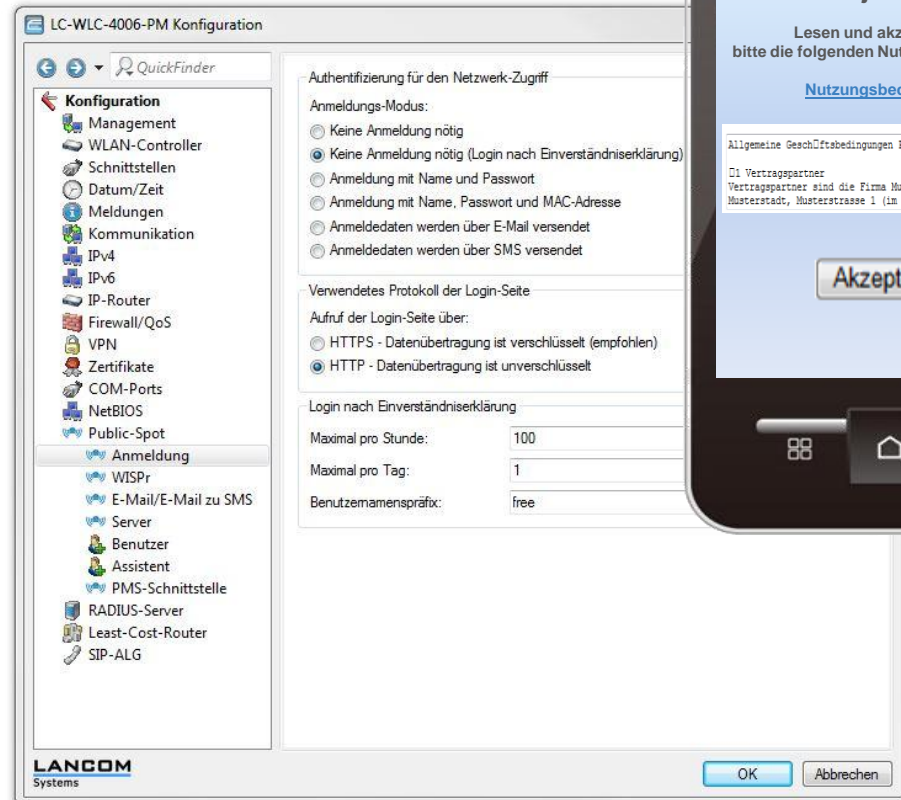 LC-WLC-4006-PM Konfiguration
QuickFinder
Konfiguration
Management
WLAN-Controller
Schnittstellen
Datum/Zeit
Meldungen
Kommunikation
IPv4
IPv6
IP-Router
Firewall/QoS
VPN
Zertifikate
COM-Ports
NetBIOS
Public-Spot
Anmeldung
WISPr
E-Mail/E-Mail zu SMS
Server
Benutzer
Assistent
PMS-Schnittstelle
RADIUS-Server
Least-Cost-Router
SIP-ALG
LANCOM
Systems
Authentifizierung für den Netzwerk-Zugriff
Anmeldungs-Modus:
Keine Anmeldung nötig
Keine Anmeldung nötig (Login nach Einverständniserklärung)
Anmeldung mit Name und Passwort
Anmeldung mit Name, Passwort und MAC-Adresse
Anmeldedaten werden über E-Mail versendet
Anmeldedaten werden über SMS versendet
Verwendetes Protokoll der Login-Seite
Aufruf der Login-Seite über:
HTTPS - Datenübertragung ist verschlüsselt (empfohlen)
HTTP - Datenübertragung ist unverschlüsselt
Login nach Einverständniserklärung
Maximal pro Stunde: 100
Maximal pro Tag: 1
Benutzernamenspräfix: free
OK Abbrechen
Lesen und akz
bitte die folgenden Nut
Nutzungsbed
Allgemeine Gesch□ftsbedingungen
□1 Vertragspartner
Vertragspartner sind die Firma Mu
Musterstadt, Musterstrasse 1 (im
Akzept